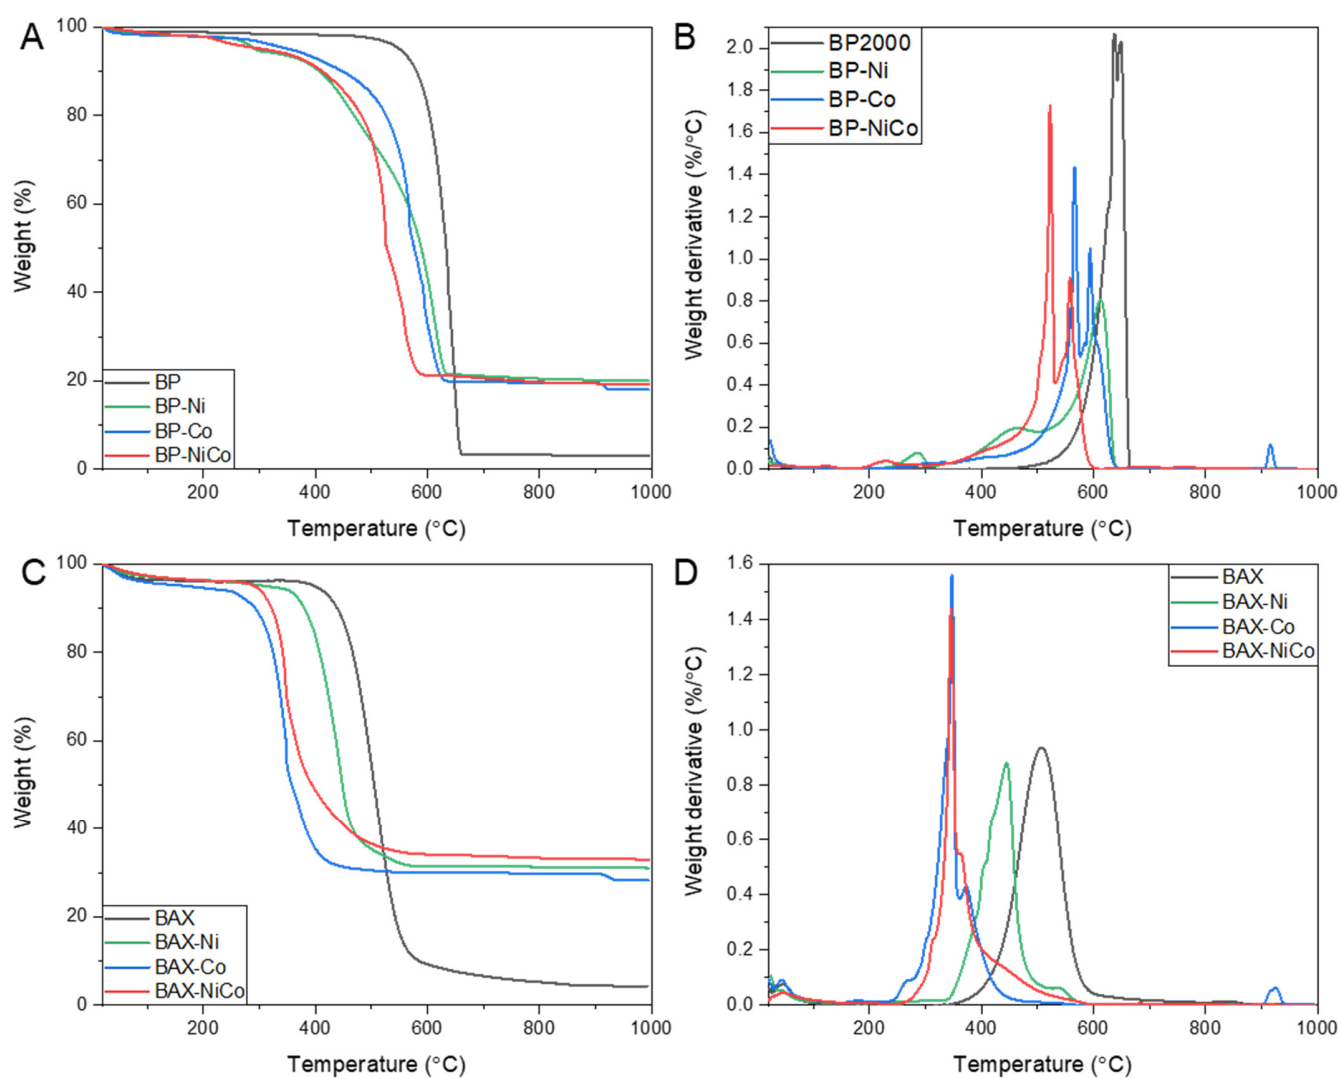 A
100
80
60
40
20
0
Weight (%)
BP
BP-Ni
BP-Co
BP-NiCo
200 400 600 800 1000
Temperature (°C)
B
2.0
1.8
1.6
1.4
1.2
1.0
0.8
0.6
0.4
0.2
0.0
Weight derivative (%/°C)
BP2000
BP-Ni
BP-Co
BP-NiCo
200 400 600 800 1000
Temperature (°C)
C
100
80
60
40
20
0
Weight (%)
BAX
BAX-Ni
BAX-Co
BAX-NiCo
200 400 600 800 1000
Temperature (°C)
D
1.6
1.4
1.2
1.0
0.8
0.6
0.4
0.2
0.0
Weight derivative (%/°C)
BAX
BAX-Ni
BAX-Co
BAX-NiCo
200 400 600 800 1000
Temperature (°C)